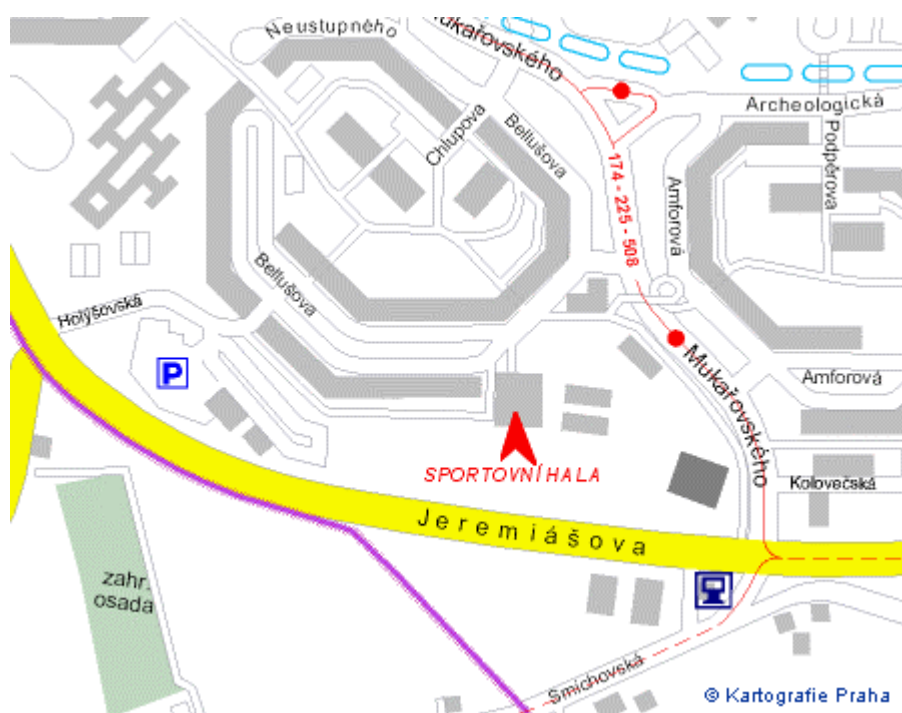 Neustupného
Mukařovského
Archeologická
Chlupova
Bellušova
Podpěrova
174 - 225 - 508
Amforová
Bellušova
Holýšovská
P
Mukařovského
Amforová
SPORTOVNÍ HALA
Kolovečská
Jeremiášova
zahr.
osada
Smíchovská
© Kartografie Praha